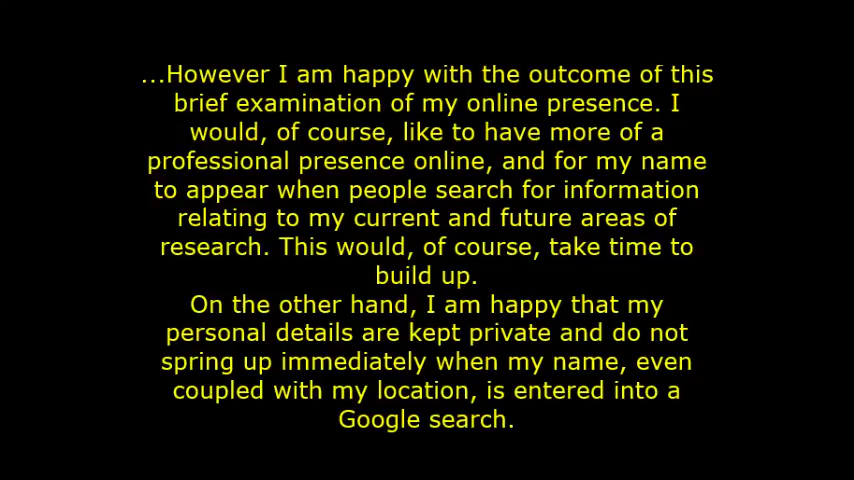 ...However I am happy with the outcome of this
brief examination of my online presence. I
would, of course, like to have more of a
professional presence online, and for my name
to appear when people search for information
relating to my current and future areas of
research. This would, of course, take time to
build up.
On the other hand, I am happy that my
personal details are kept private and do not
spring up immediately when my name, even
coupled with my location, is entered into a
Google search.